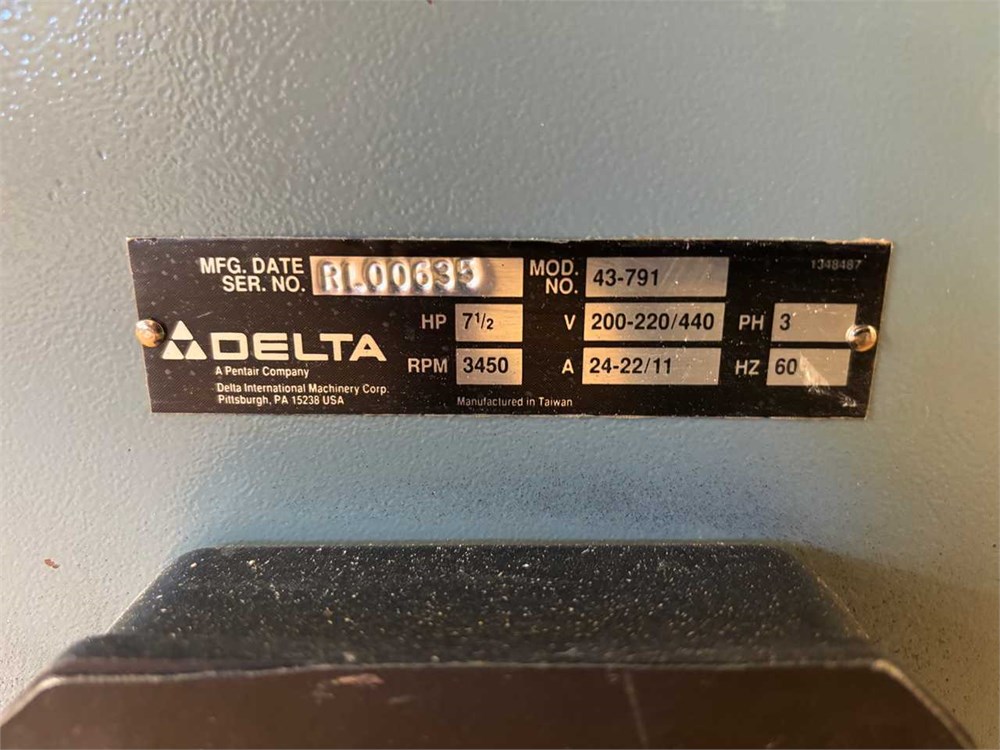 MFG. DATE
SER. NO. RL00635
MOD.
NO. 43-791
1348487
HP 7 1/2 V 200-220/440 PH 3
DELTA
RPM 3450 A 24-22/11 HZ 60
A Pentair Company
Delta International Machinery Corp.
Pittsburgh, PA 15238 USA
Manufactured in Taiwan